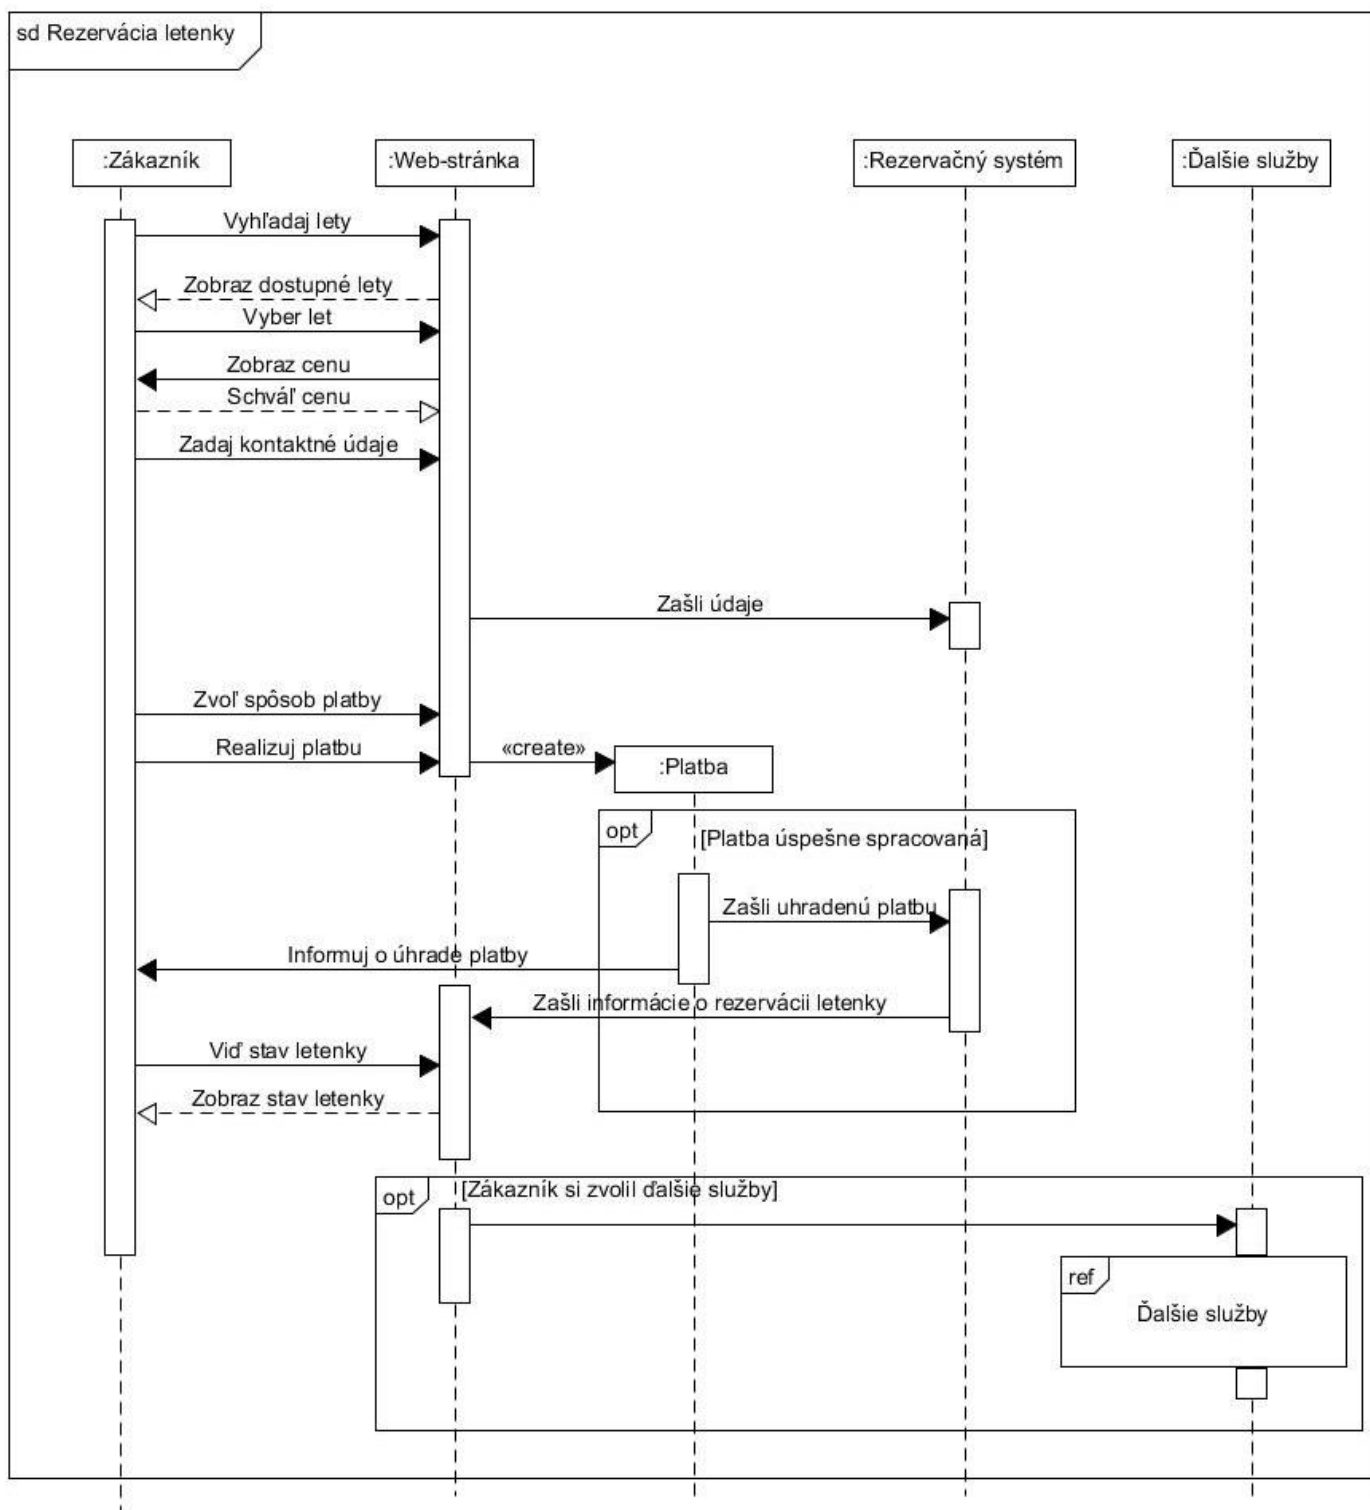 sd Rezervácia letenky
:Zákazník
:Web-stránka
:Rezervačný systém
:Ďalšie služby
Vyhľadaj lety
Zobraz dostupné lety
Vyber let
Zobraz cenu
Schváľ cenu
Zadaj kontaktné údaje
Zašli údaje
Zvoľ spôsob platby
Realizuj platbu
«create»
:Platba
opt
[Platba úspešne spracovaná]
Zašli uhradenú platbu
Informuj o úhrade platby
Zašli informácie o rezervácii letenky
Viď stav letenky
Zobraz stav letenky
opt
[Zákazník si zvolil ďalšie služby]
ref
Ďalšie služby